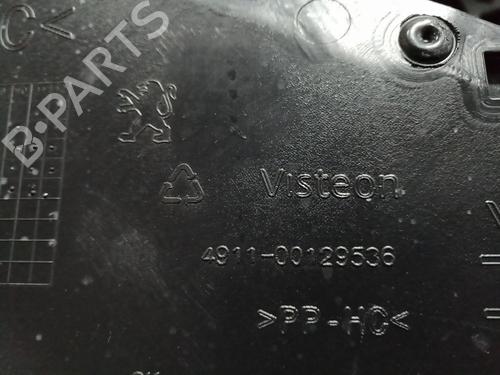 C<
B-PARTS
Visteon
4911-00129536
>PP-HC<